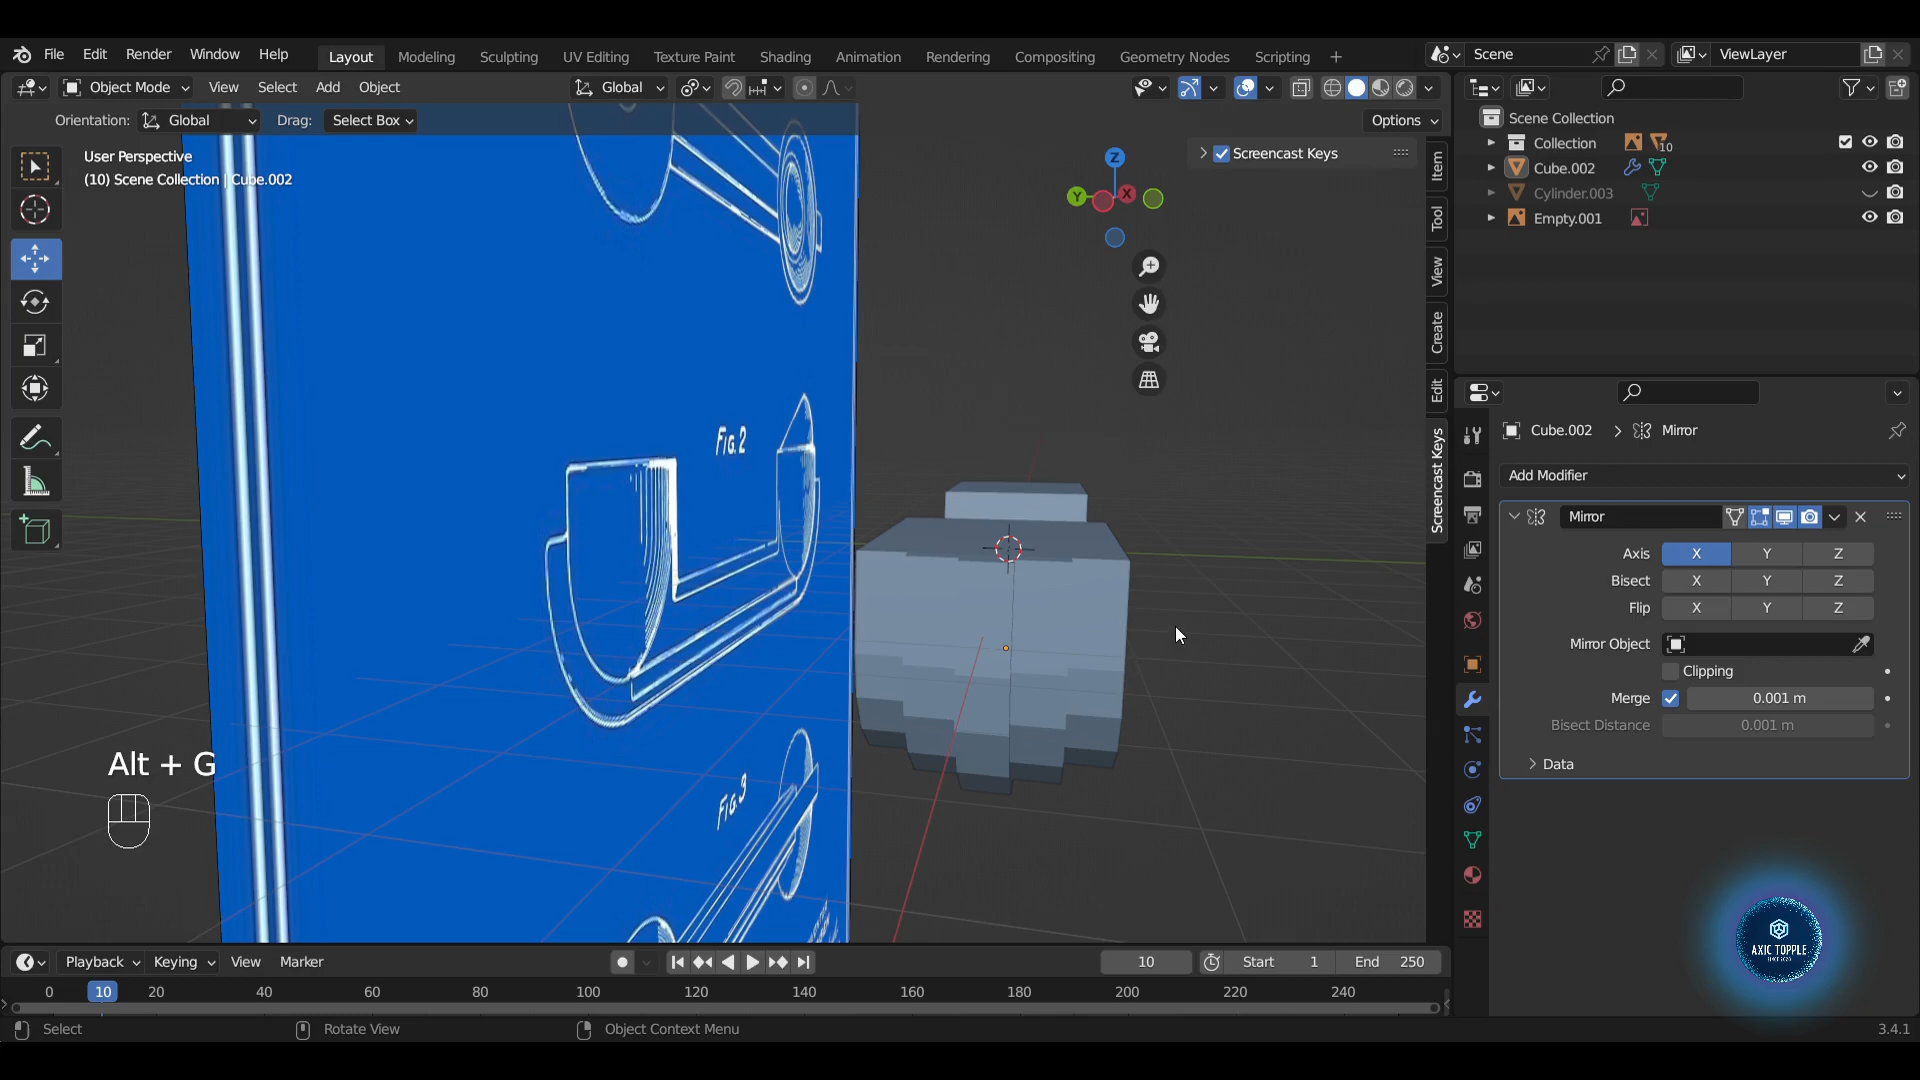 File Edit Render Window Help Layout Modeling Sculpting UV Editing Texture Paint Shading Animation Rendering Compositing Geometry Nodes Scripting + Scene ViewLayer
Object Mode View Select Add Object Global
Orientation: Global Drag: Select Box Options
User Perspective
(10) Scene Collection | Cube.002
Screencast Keys
Z
Y
X
Item
Tool
View
Create
Edit
Screencast Keys
Fig.2
Fig.3
Alt + G
Scene Collection
Collection 10
Cube.002
Cylinder.003
Empty.001
Cube.002 > Mirror
Add Modifier
Mirror
Axis X Y Z
Bisect X Y Z
Flip X Y Z
Mirror Object
Clipping
Merge 0.001 m
Bisect Distance 0.001 m
Data
AXIC TOPPLE
Playback Keying View Marker 10 Start 1 End 250
0 10 20 40 60 80 100 120 140 160 180 200 220 240
Select Rotate View Object Context Menu 3.4.1